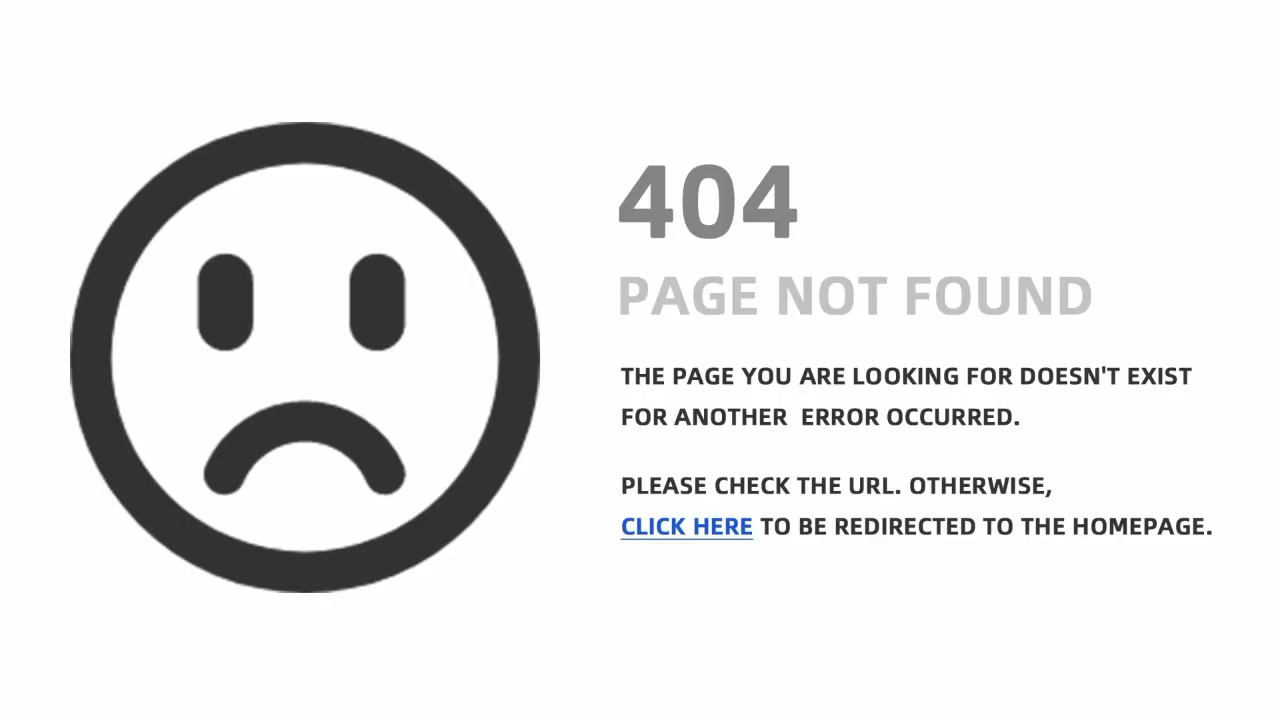 404
PAGE NOT FOUND
THE PAGE YOU ARE LOOKING FOR DOESN'T EXIST
FOR ANOTHER  ERROR OCCURRED.
PLEASE CHECK THE URL. OTHERWISE,
CLICK HERE TO BE REDIRECTED TO THE HOMEPAGE.